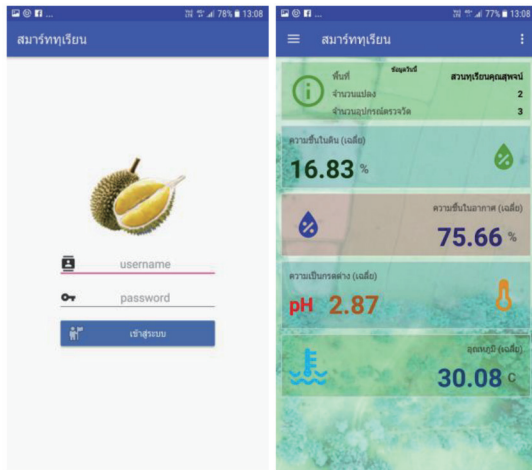 78% 13:08
สมาร์ททุเรียน
username
password
เข้าสู่ระบบ
77% 13:08
สมาร์ททุเรียน
ข้อมูลวันนี้
พื้นที่ สวนทุเรียนคุณสุพจน์
จำนวนแปลง 2
จำนวนอุปกรณ์ตรวจวัด 3
ความชื้นในดิน (เฉลี่ย)
16.83 %
ความชื้นในอากาศ (เฉลี่ย)
75.66 %
ความเป็นกรดด่าง (เฉลี่ย)
pH 2.87
อุณหภูมิ (เฉลี่ย)
30.08 C